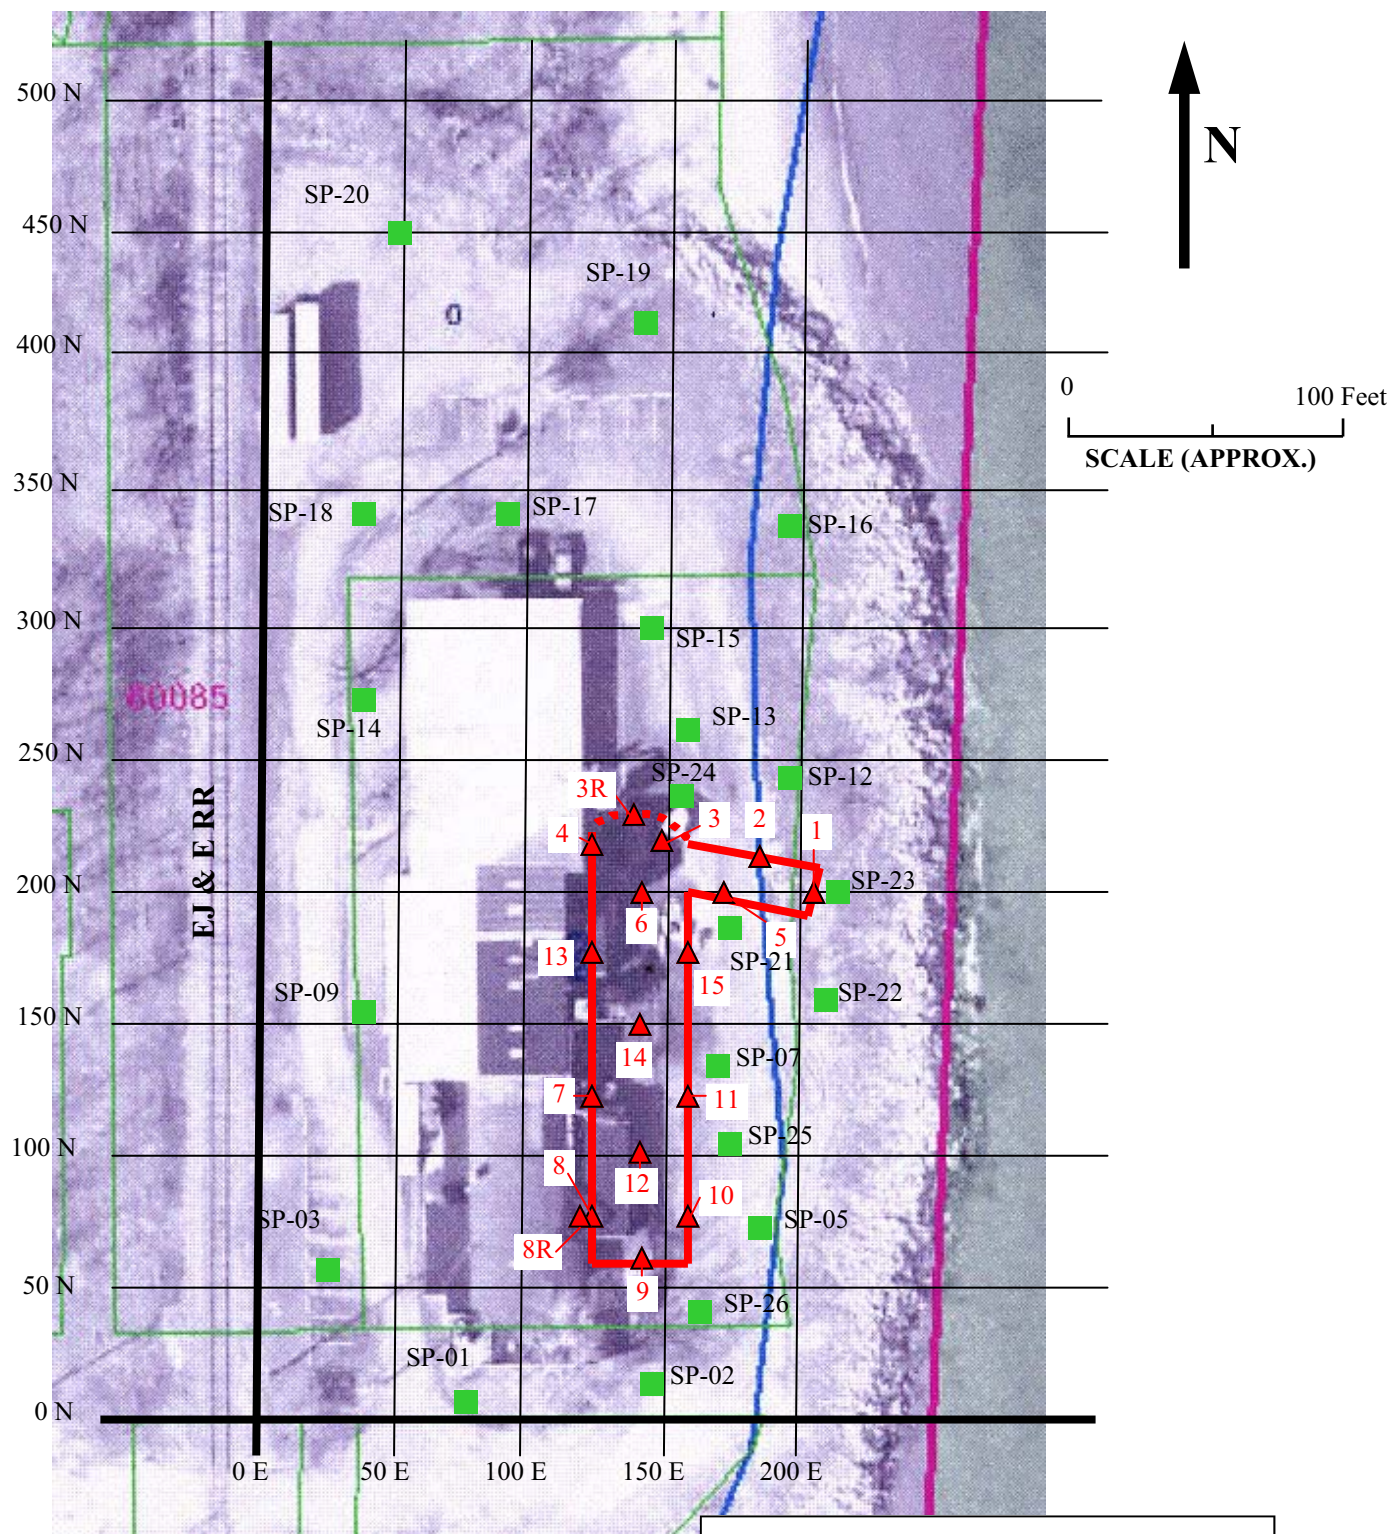 500 N
N
SP-20
450 N
SP-19
400 N
0
100 Feet
SCALE (APPROX.)
350 N
SP-18
SP-17
SP-16
300 N
SP-15
60085
SP-14
SP-13
250 N
SP-24
SP-12
3R
4
3
2
1
EJ & E RR
200 N
SP-23
6
5
13
SP-21
15
SP-09
SP-22
150 N
14
SP-07
7
11
SP-25
100 N
8
12
10
SP-03
SP-05
8R
9
50 N
SP-26
SP-01
SP-02
0 N
0 E
50 E
100 E
150 E
200 E